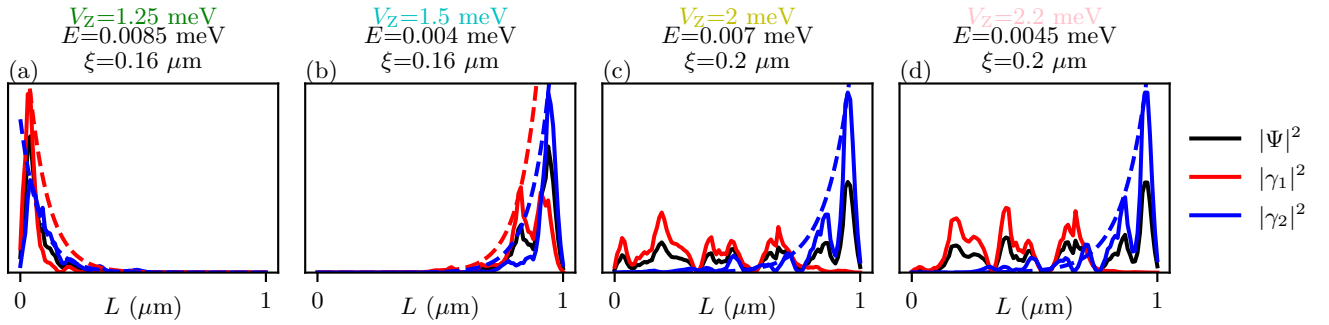 V_Z=1.25 meV
E=0.0085 meV
ξ=0.16 μm
(a)
0
1
L (μm)
V_Z=1.5 meV
E=0.004 meV
ξ=0.16 μm
(b)
0
1
L (μm)
V_Z=2 meV
E=0.007 meV
ξ=0.2 μm
(c)
0
1
L (μm)
V_Z=2.2 meV
E=0.0045 meV
ξ=0.2 μm
(d)
0
1
L (μm)
|Ψ|²
|γ₁|²
|γ₂|²